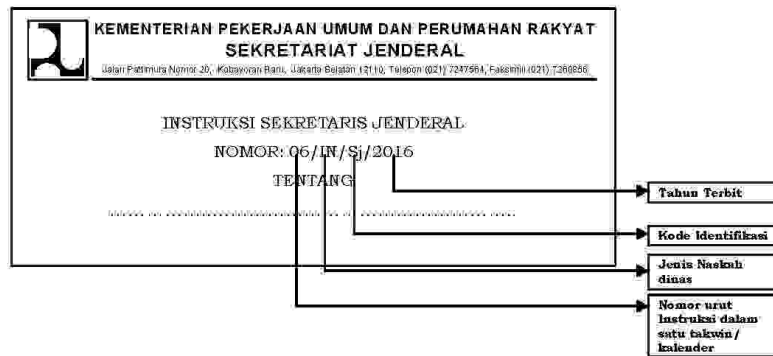 KEMENTERIAN PEKERJAAN UMUM DAN PERUMAHAN RAKYAT
SEKRETARIAT JENDERAL
Jalan Pattimura Nomor 20, Kebayoran Baru, Jakarta Selatan 12110, Telepon (021) 7247564, Faksimili (021) 7260856
INSTRUKSI SEKRETARIS JENDERAL
NOMOR: 06/IN/Sj/2016
TENTANG
Tahun Terbit
Kode Identifikasi
Jenis Naskah
dinas
Nomor urut
Instruksi dalam
satu takwin/
kalender